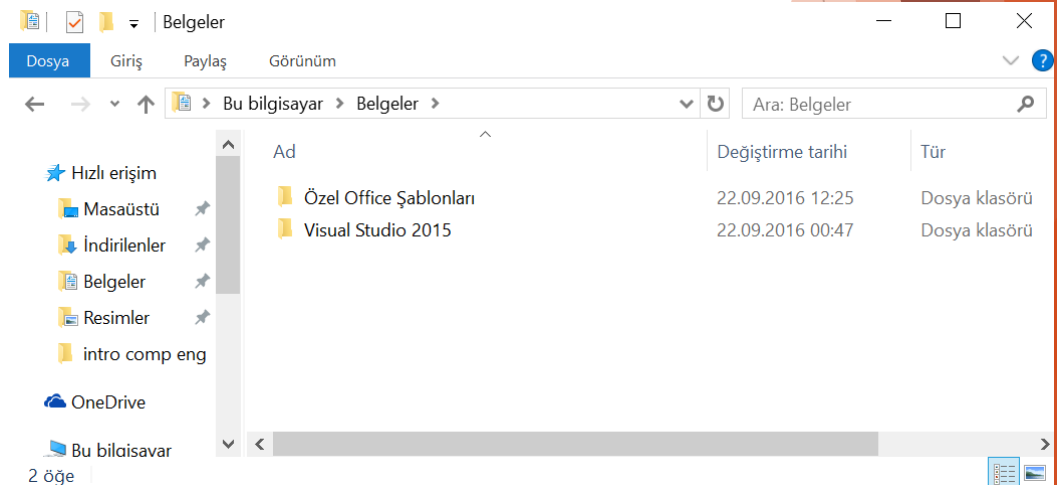 Belgeler
Dosya Giriş Paylaş Görünüm ?
Bu bilgisayar > Belgeler > Ara: Belgeler
Ad Değiştirme tarihi Tür
Hızlı erişim
Masaüstü
İndirilenler
Belgeler
Resimler
intro comp eng
OneDrive
Bu bilgisayar
Özel Office Şablonları 22.09.2016 12:25 Dosya klasörü
Visual Studio 2015 22.09.2016 00:47 Dosya klasörü
2 öğe